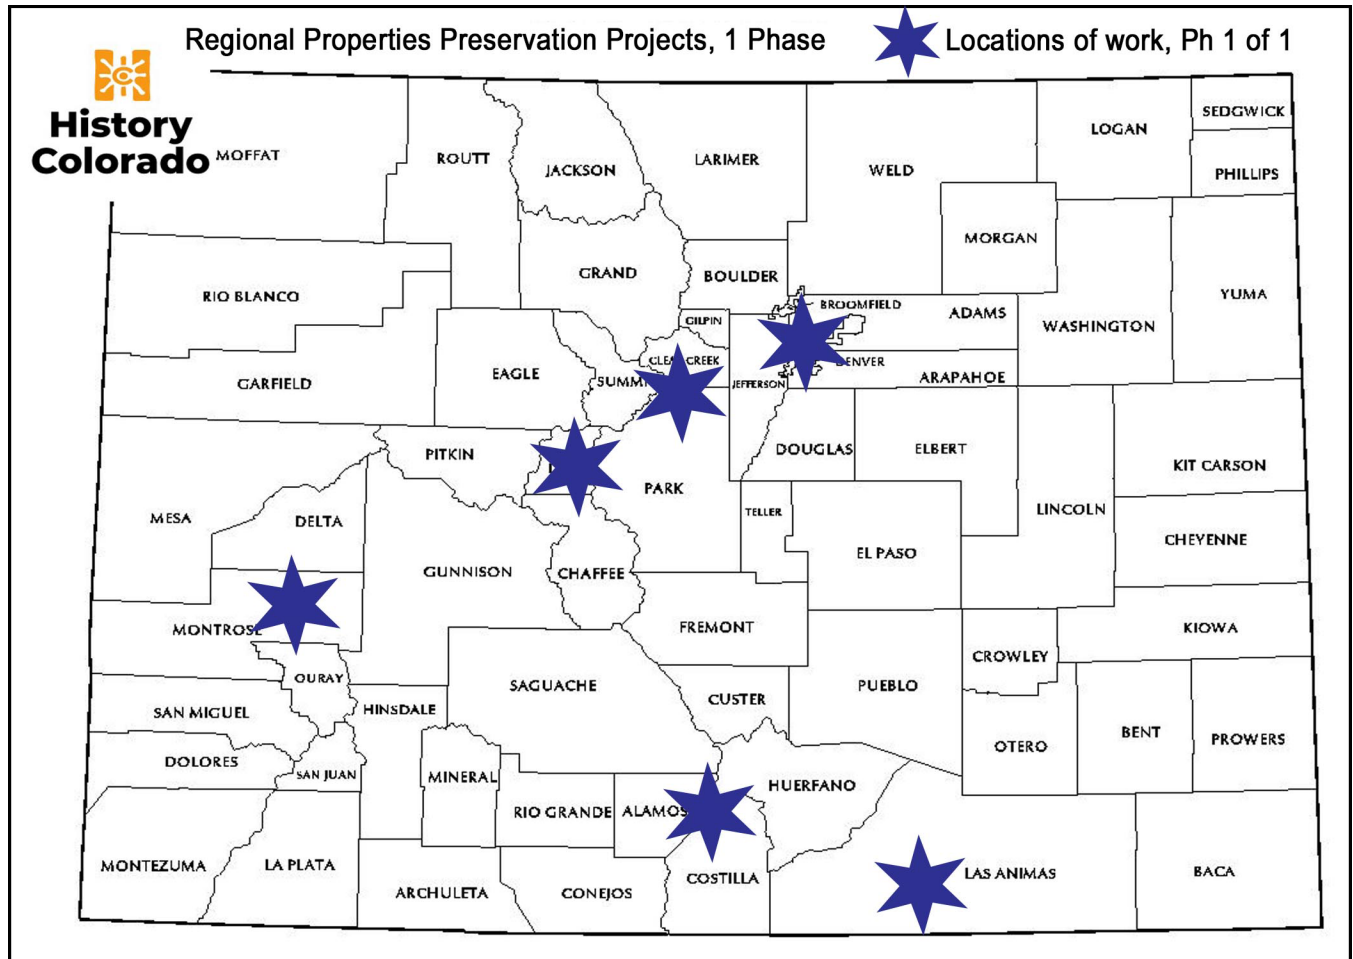 Regional Properties Preservation Projects, 1 Phase
Locations of work, Ph 1 of 1
History
Colorado
MOFFAT
ROUTT
JACKSON
LARIMER
WELD
LOGAN
SEDGWICK
PHILLIPS
MORGAN
RIO BLANCO
GRAND
BOULDER
BROOMFIELD
ADAMS
WASHINGTON
YUMA
GILPIN
GARFIELD
EAGLE
CREEK
DENVER
ARAPAHOE
JEFFERSON
PITKIN
DOUGLAS
ELBERT
KIT CARSON
PARK
MESA
DELTA
TELLER
LINCOLN
CHEYENNE
GUNNISON
CHAFFEE
EL PASO
MONTROSE
FREMONT
KIOWA
OURAY
SAGUACHE
CROWLEY
SAN MIGUEL
HINSDALE
CUSTER
PUEBLO
BENT
PROWERS
OTERO
DOLORES
SAN JUAN
MINERAL
HUERFANO
RIO GRANDE
MONTEZUMA
LA PLATA
ARCHULETA
CONEJOS
COSTILLA
LAS ANIMAS
BACA